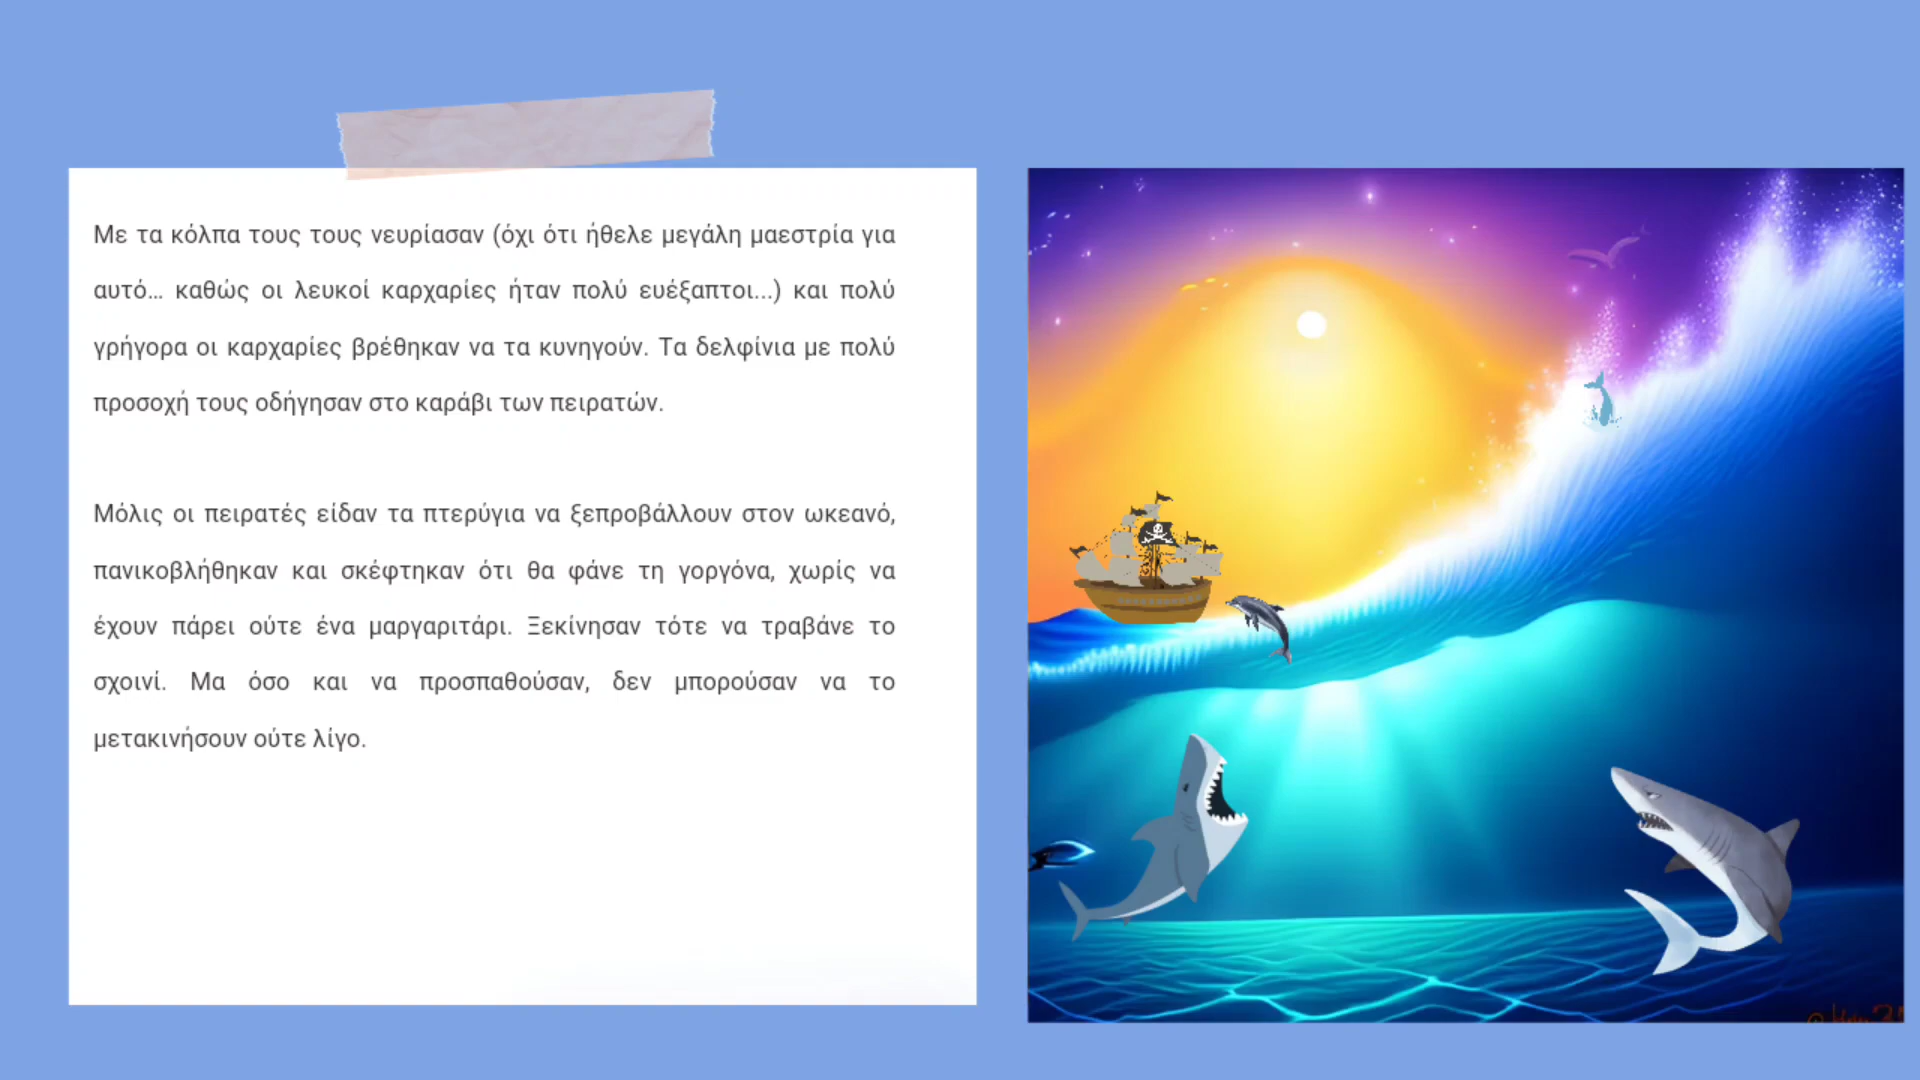 Με τα κόλπα τους τους νευρίασαν (όχι ότι ήθελε μεγάλη μαεστρία για
αυτό... καθώς οι λευκοί καρχαρίες ήταν πολύ ευέξαπτοι...) και πολύ
γρήγορα οι καρχαρίες βρέθηκαν να τα κυνηγούν. Τα δελφίνια με πολύ
προσοχή τους οδήγησαν στο καράβι των πειρατών.
Μόλις οι πειρατές είδαν τα πτερύγια να ξεπροβάλλουν στον ωκεανό,
πανικοβλήθηκαν και σκέφτηκαν ότι θα φάνε τη γοργόνα, χωρίς να
έχουν πάρει ούτε ένα μαργαριτάρι. Ξεκίνησαν τότε να τραβάνε το
σχοινί. Μα όσο και να προσπαθούσαν, δεν μπορούσαν να το
μετακινήσουν ούτε λίγο.